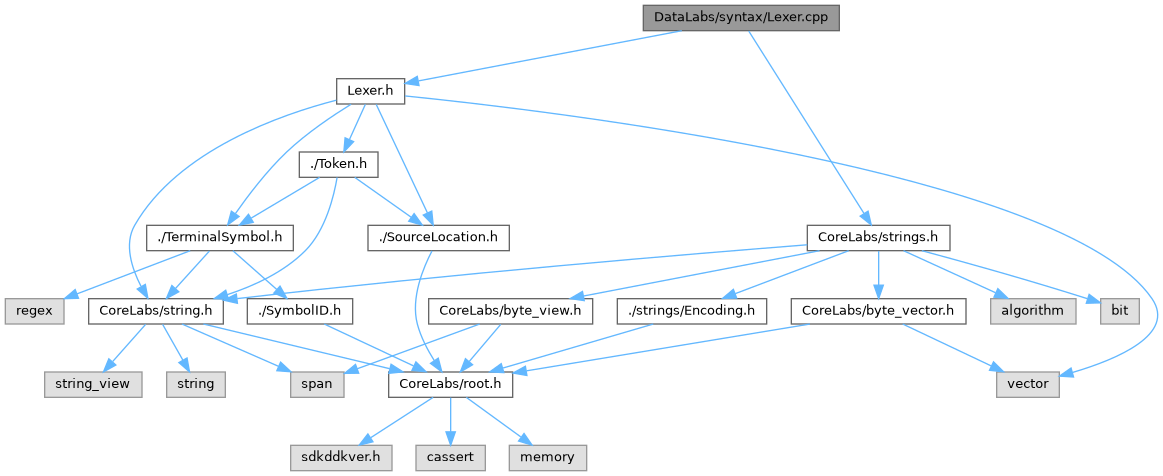 DataLabs/syntax/Lexer.cpp
Lexer.h
./Token.h
./TerminalSymbol.h
./SourceLocation.h
CoreLabs/strings.h
regex
CoreLabs/string.h
./SymbolID.h
CoreLabs/byte_view.h
./strings/Encoding.h
CoreLabs/byte_vector.h
algorithm
bit
string_view
string
span
CoreLabs/root.h
vector
sdkddkver.h
cassert
memory